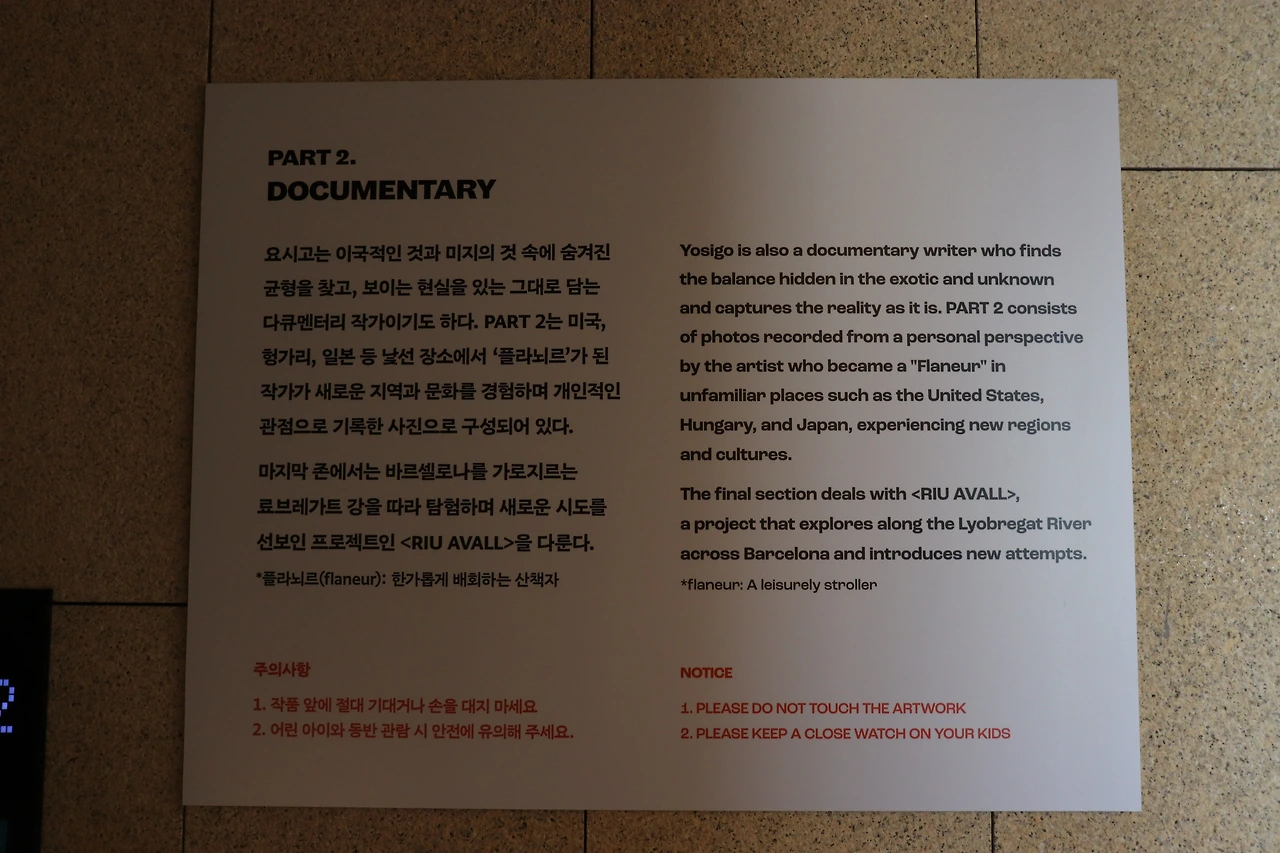 PART 2.
DOCUMENTARY
요시고는 이국적인 것과 미지의 것 속에 숨겨진
균형을 찾고, 보이는 현실을 있는 그대로 담는
다큐멘터리 작가이기도 하다. PART 2는 미국,
헝가리, 일본 등 낯선 장소에서 ‘플라뇌르’가 된
작가가 새로운 지역과 문화를 경험하며 개인적인
관점으로 기록한 사진으로 구성되어 있다.
마지막 존에서는 바르셀로나를 가로지르는
료브레가트 강을 따라 탐험하며 새로운 시도를
선보인 프로젝트인 <RIU AVALL>을 다룬다.
*플라뇌르(flaneur): 한가롭게 배회하는 산책자
주의사항
1. 작품 앞에 절대 기대거나 손을 대지 마세요
2. 어린 아이와 동반 관람 시 안전에 유의해 주세요.
Yosigo is also a documentary writer who finds
the balance hidden in the exotic and unknown
and captures the reality as it is. PART 2 consists
of photos recorded from a personal perspective
by the artist who became a "Flaneur" in
unfamiliar places such as the United States,
Hungary, and Japan, experiencing new regions
and cultures.
The final section deals with <RIU AVALL>,
a project that explores along the Lyobregat River
across Barcelona and introduces new attempts.
*flaneur: A leisurely stroller
NOTICE
1. PLEASE DO NOT TOUCH THE ARTWORK
2. PLEASE KEEP A CLOSE WATCH ON YOUR KIDS
2